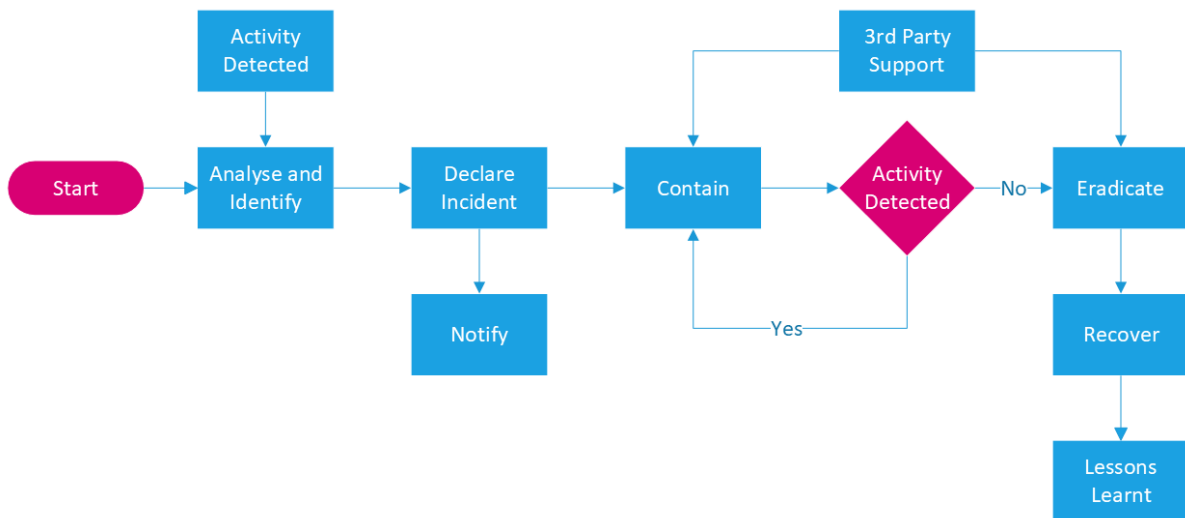 Activity
Detected
3rd Party
Support
Start
Analyse and
Identify
Declare
Incident
Contain
Activity
Detected
No
Eradicate
Notify
Yes
Recover
Lessons
Learnt